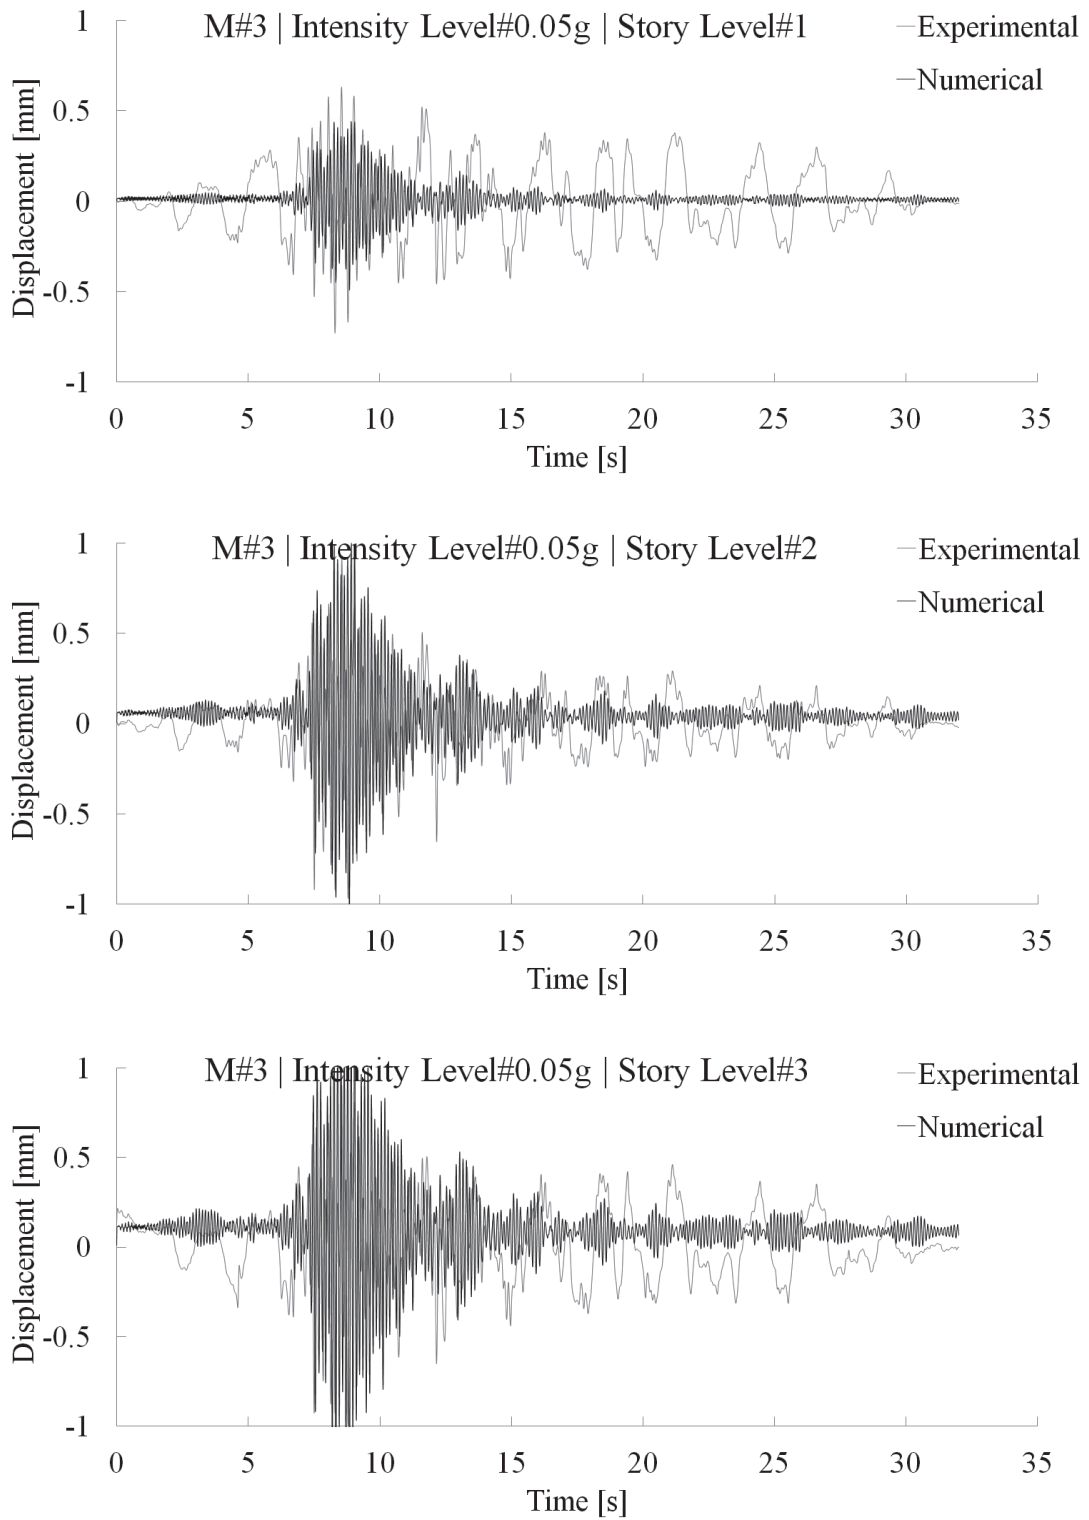 M#3 | Intensity Level#0.05g | Story Level#1
Experimental
Numerical
Displacement [mm]
1
0.5
0
-0.5
-1
0 5 10 15 20 25 30 35
Time [s]
M#3 | Intensity Level#0.05g | Story Level#2
Experimental
Numerical
Displacement [mm]
1
0.5
0
-0.5
-1
0 5 10 15 20 25 30 35
Time [s]
M#3 | Intensity Level#0.05g | Story Level#3
Experimental
Numerical
Displacement [mm]
1
0.5
0
-0.5
-1
0 5 10 15 20 25 30 35
Time [s]